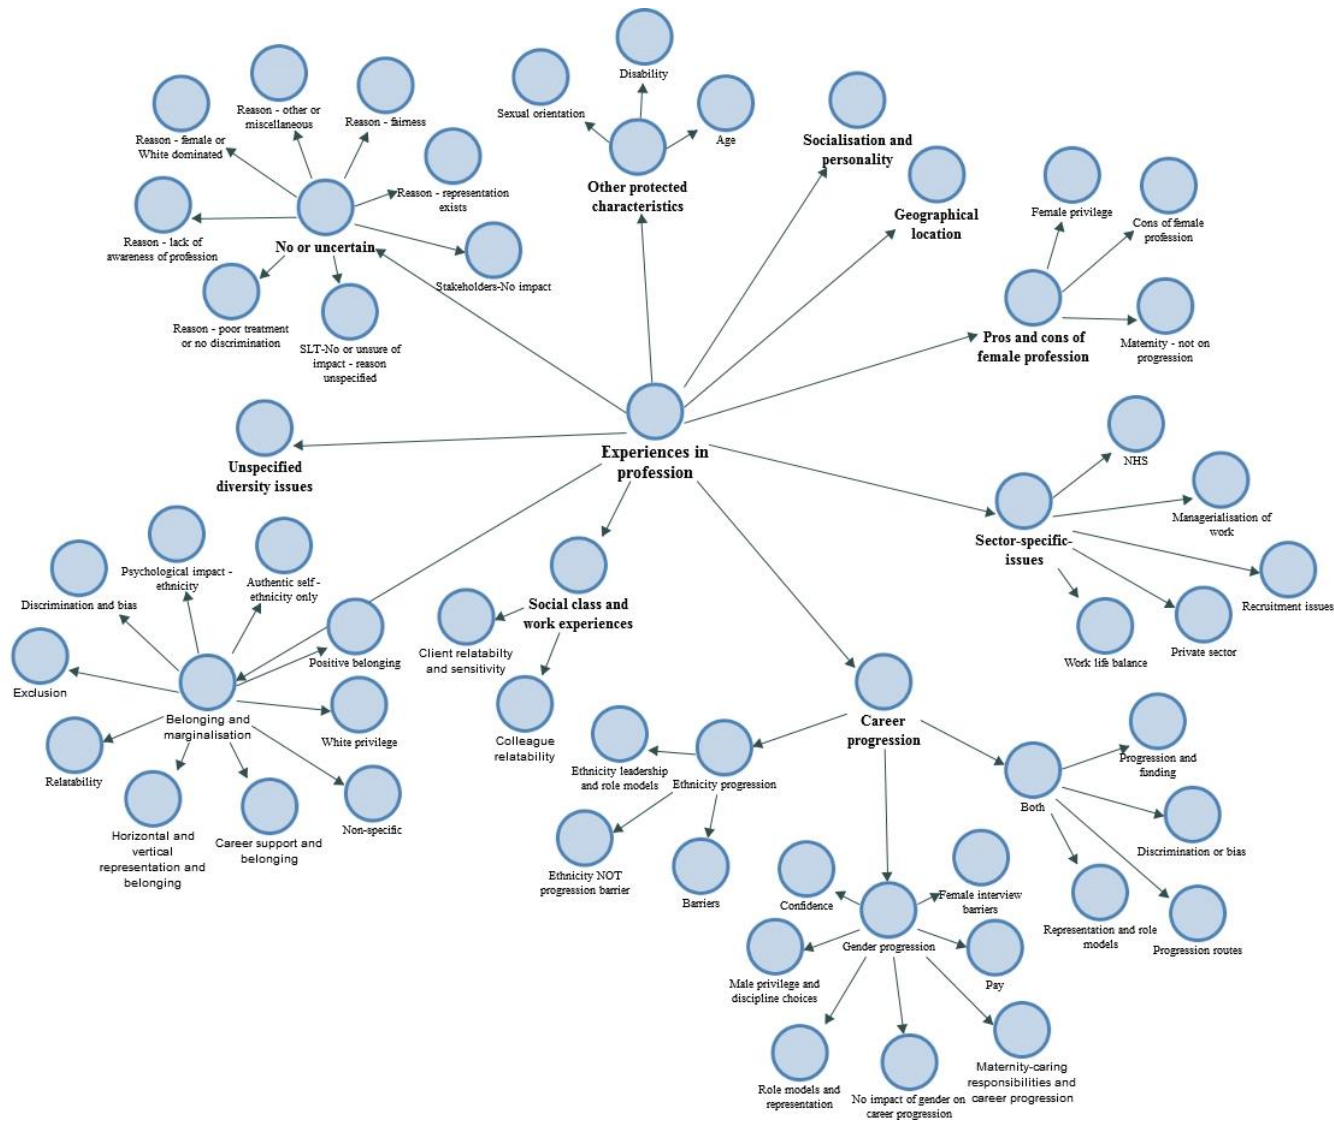 Disability
Sexual orientation
Age
Other protected
characteristics
Reason - other or
miscellaneous
Reason - fairness
Reason - female or
White dominated
Reason - representation
exists
Reason - lack of
awareness of profession
No or uncertain
Stakeholders-No impact
Reason - poor treatment
or no discrimination
SLT-No or unsure of
impact - reason
unspecified
Socialisation and
personality
Geographical
location
Female privilege
Cons of female
profession
Pros and cons of
female profession
Maternity - not on
progression
Experiences in
profession
Unspecified
diversity issues
NHS
Managerialisation of
work
Sector-specific-
issues
Recruitment issues
Private sector
Work life balance
Psychological impact -
ethnicity
Authentic self -
ethnicity only
Discrimination and bias
Positive belonging
Exclusion
Belonging and
marginalisation
White privilege
Relatability
Horizontal and
vertical
representation and
belonging
Career support and
belonging
Non-specific
Social class and
work experiences
Client relatabilty
and sensitivity
Colleague
relatability
Career
progression
Ethnicity leadership
and role models
Ethnicity progression
Ethnicity NOT
progression barrier
Barriers
Both
Progression and
funding
Discrimination or bias
Representation and role
models
Progression routes
Confidence
Female interview
barriers
Gender progression
Male privilege and
discipline choices
Pay
Role models and
representation
No impact of gender on
career progression
Maternity-caring
responsibilities and
career progression